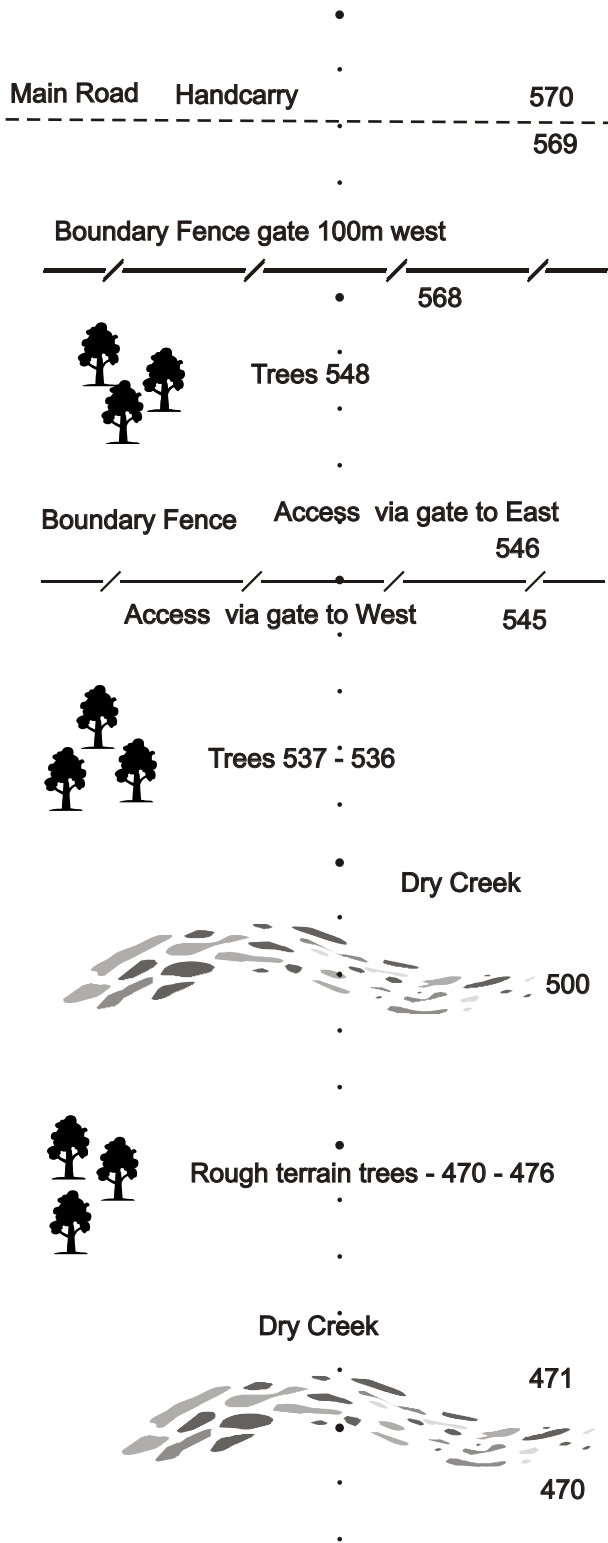 Main Road Handcarry 570
569
Boundary Fence gate 100m west
568
Trees 548
Access via gate to East
Boundary Fence
546
Access via gate to West 545
Trees 537 - 536
Dry Creek
500
Rough terrain trees - 470 - 476
Dry Creek
471
470